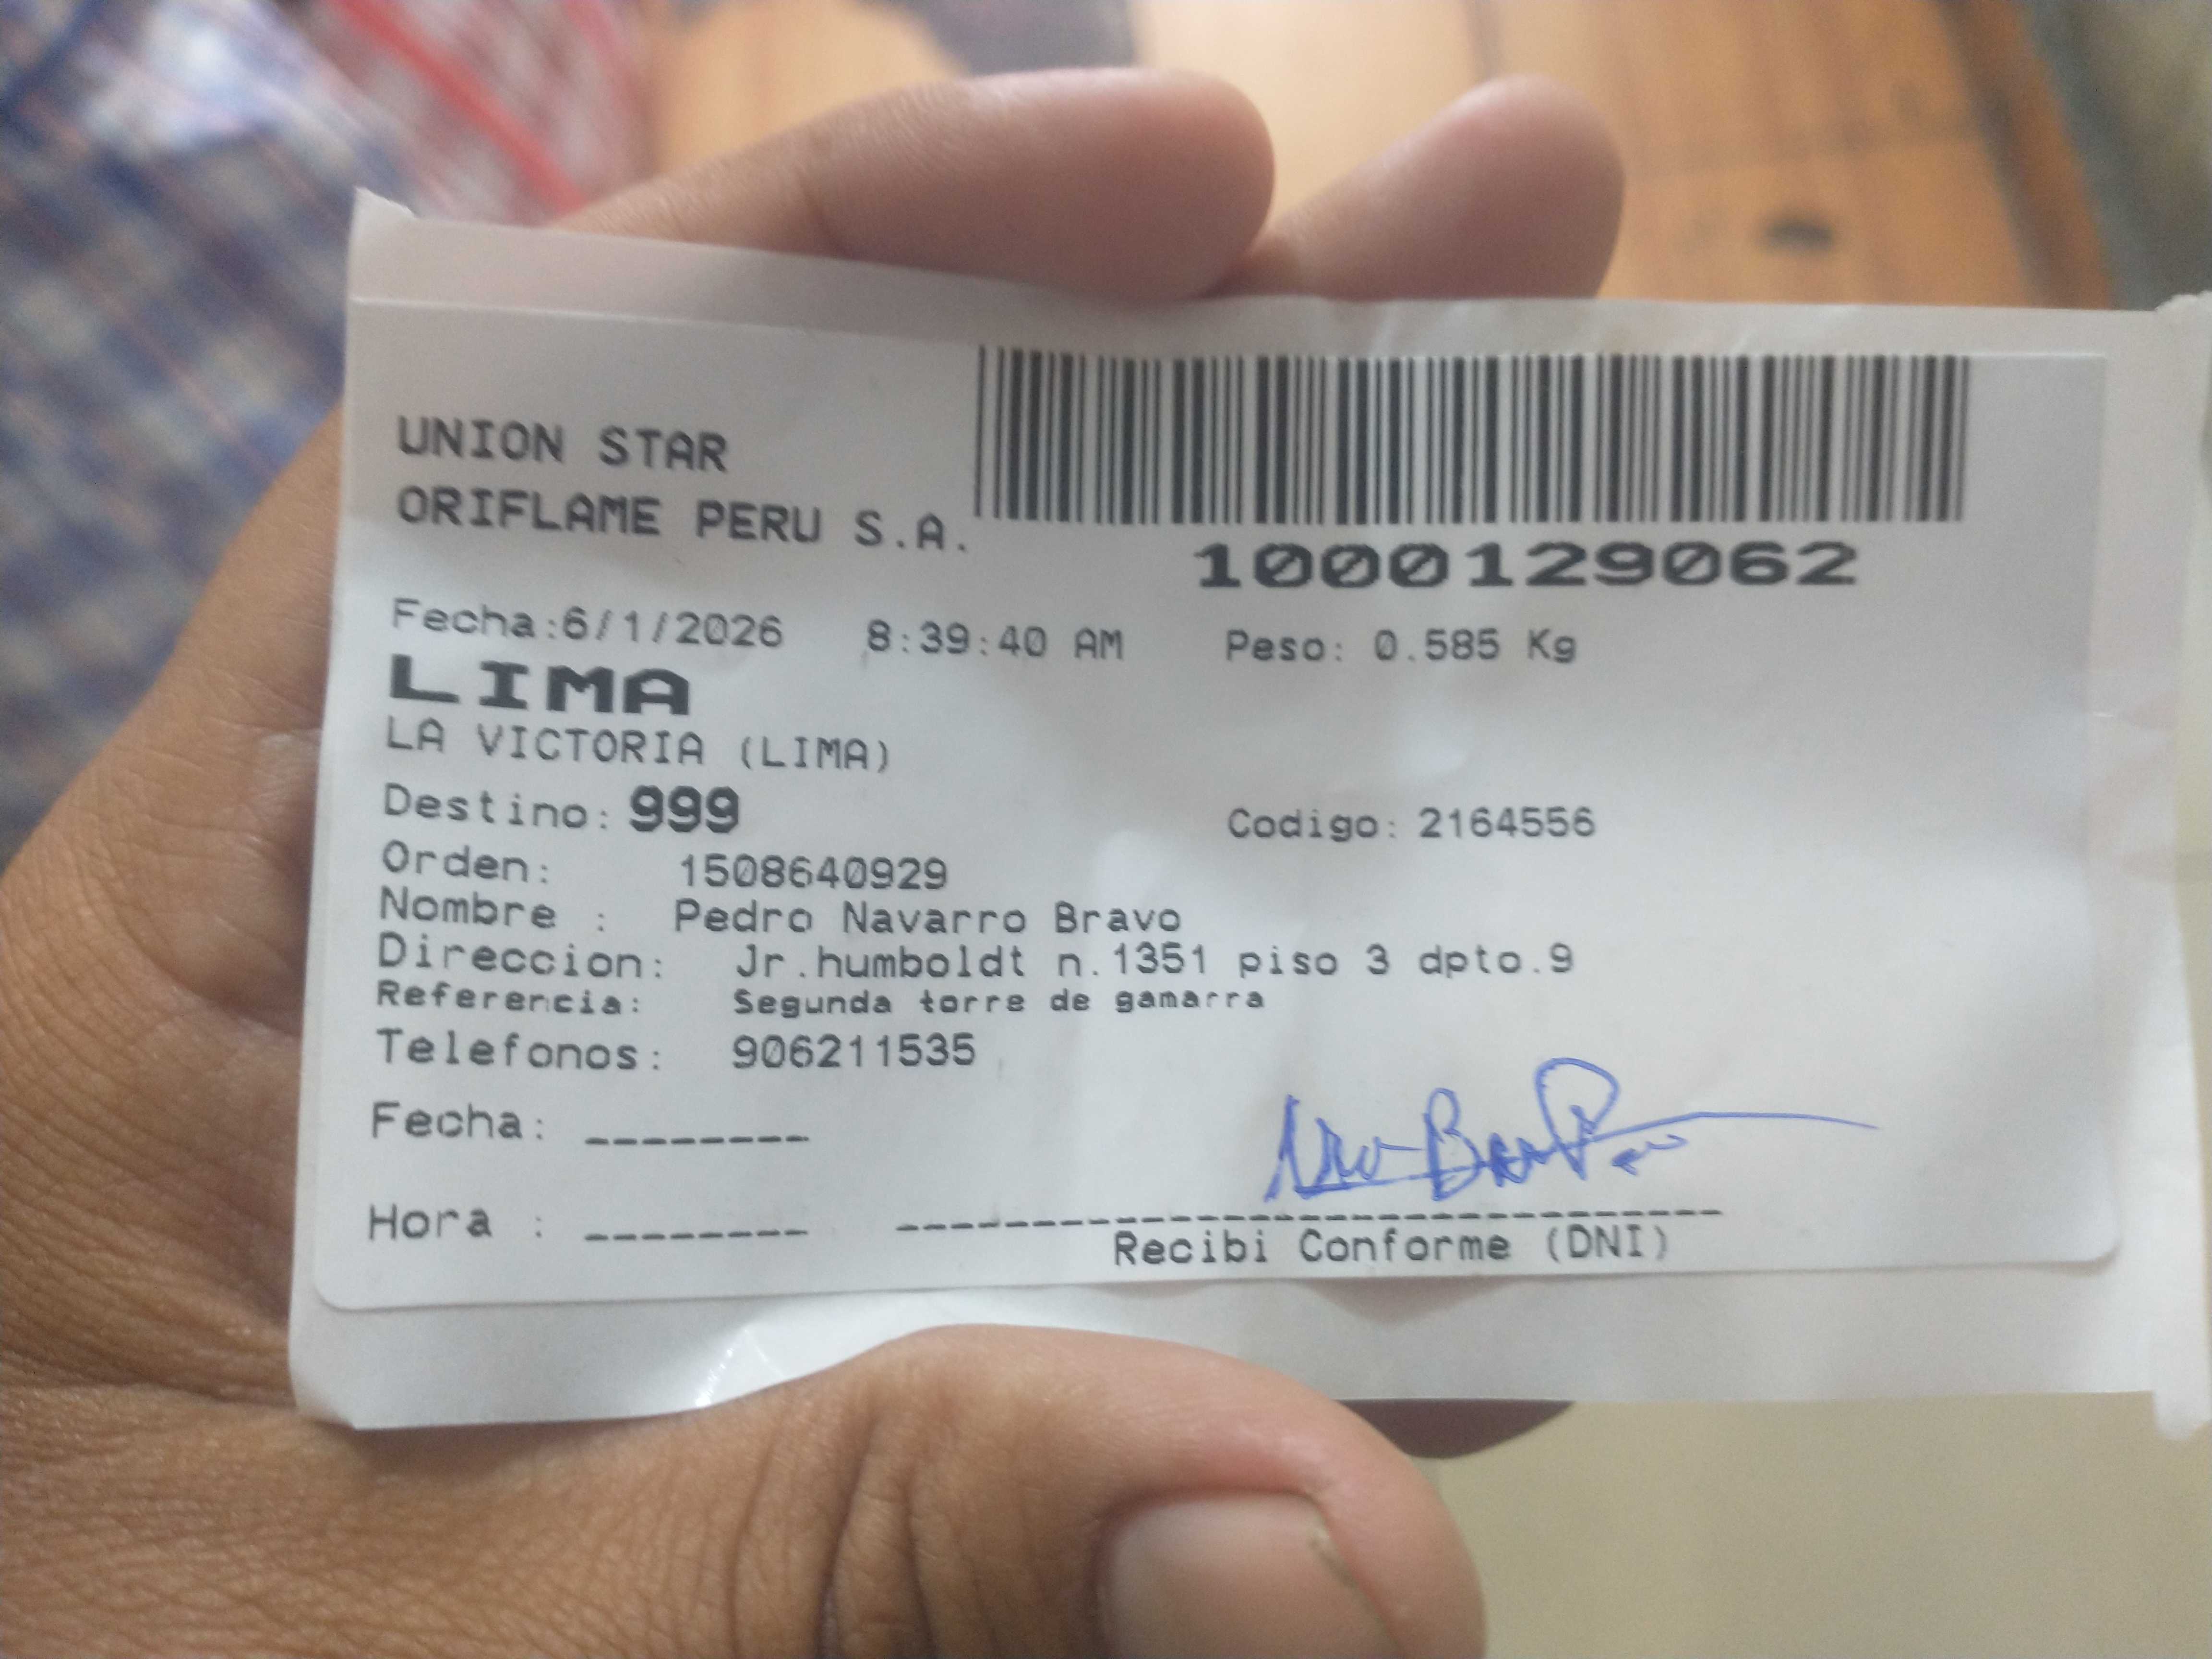 UNION STAR
ORIFLAME PERU S.A.
1000129062
Fecha:6/1/2026 8:39:40 AM Peso: 0.585 Kg
LIMA
LA VICTORIA (LIMA)
Destino: 999 Codigo: 2164556
Orden: 1508640929
Nombre : Pedro Navarro Bravo
Direccion: Jr.humboldt n.1351 piso 3 dpto.9
Referencia: Segunda torre de gamarra
Telefonos: 906211535
Fecha: ________
Hora : ________
Recibi Conforme (DNI)